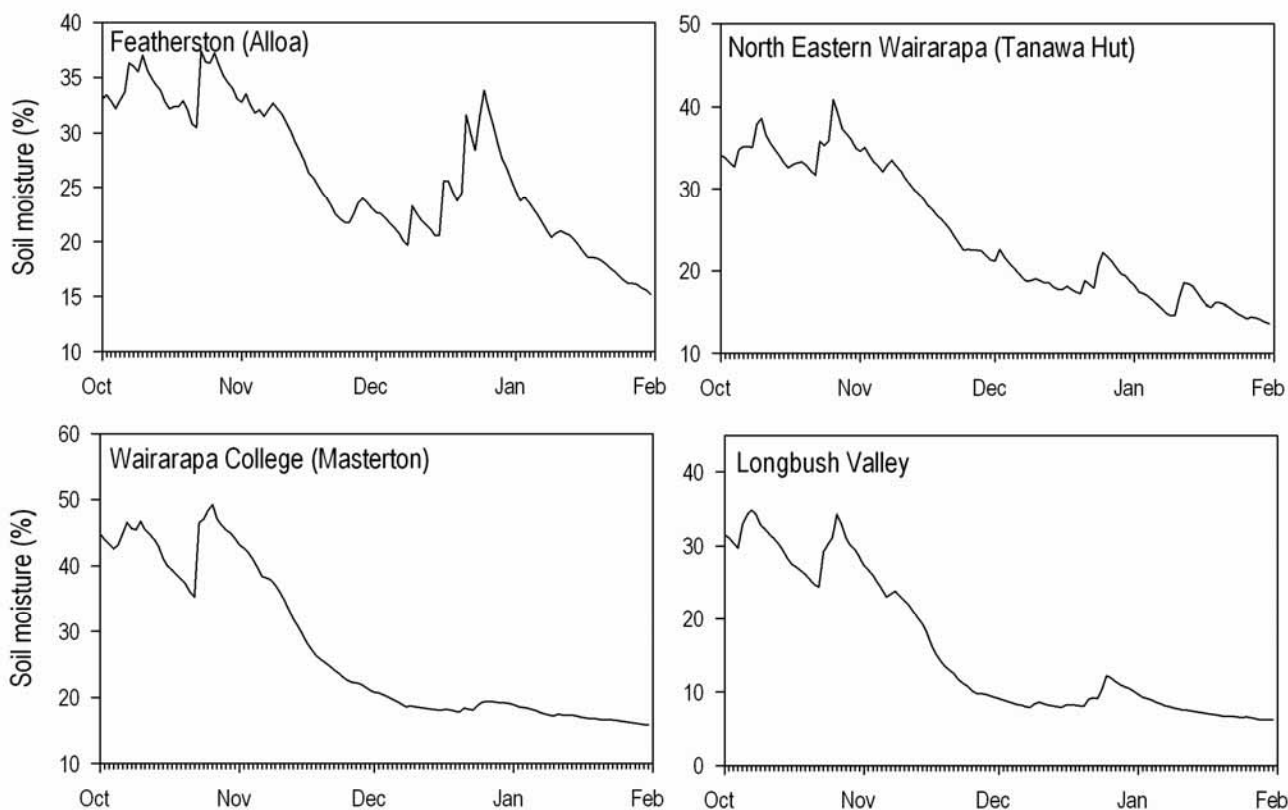 Featherston (Alloa)
Soil moisture (%)
40
35
30
25
20
15
10
Oct Nov Dec Jan Feb
North Eastern Wairarapa (Tanawa Hut)
50
40
30
20
10
Oct Nov Dec Jan Feb
Wairarapa College (Masterton)
Soil moisture (%)
60
50
40
30
20
10
Oct Nov Dec Jan Feb
Longbush Valley
40
30
20
10
0
Oct Nov Dec Jan Feb